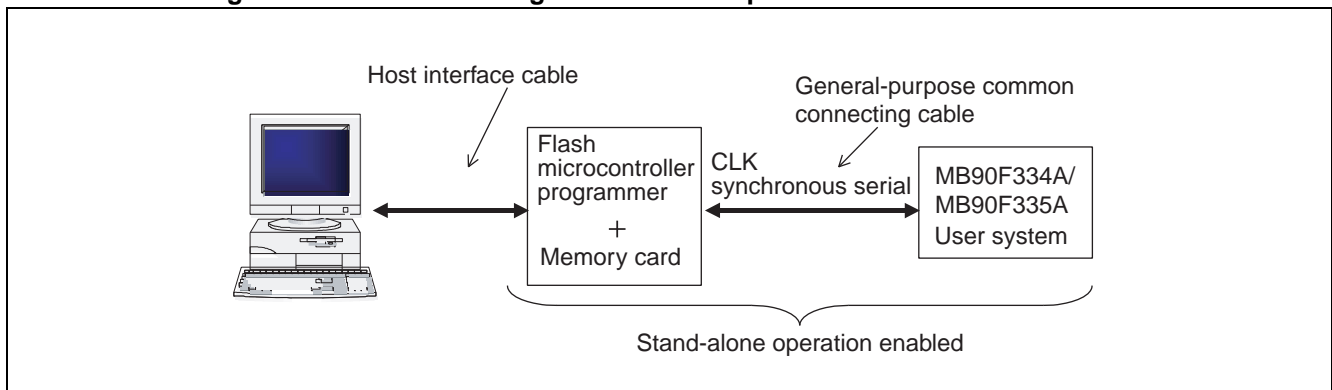 Host interface cable
General-purpose common
connecting cable
Flash
microcontroller
programmer
+
Memory card
CLK
synchronous serial
MB90F334A/
MB90F335A
User system
Stand-alone operation enabled